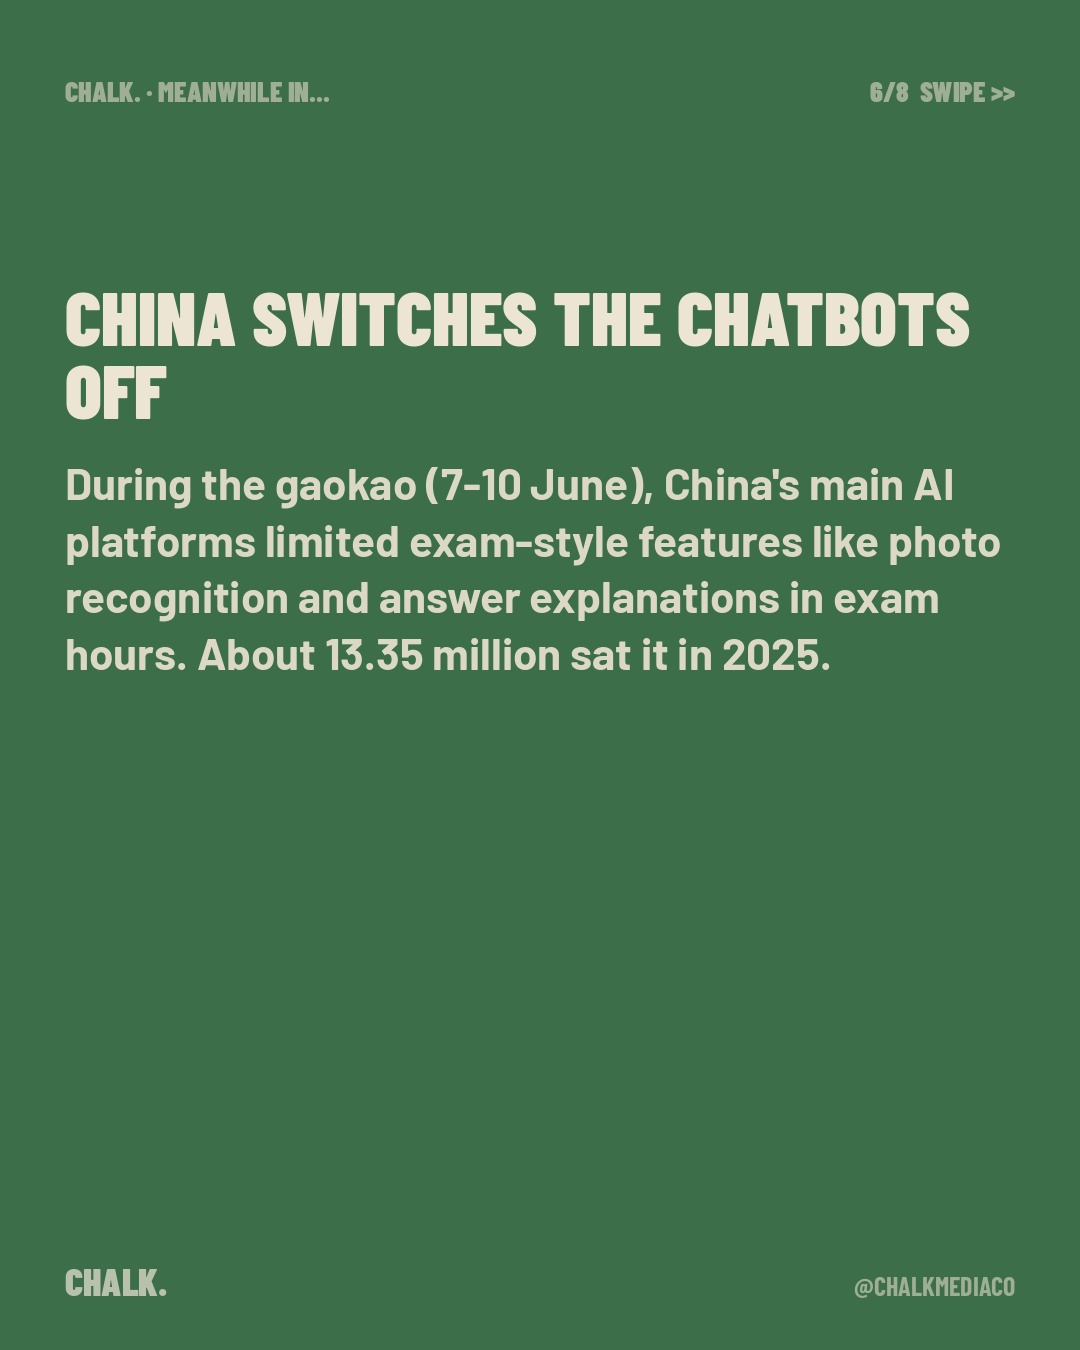 CHALK. · MEANWHILE IN...
6/8 SWIPE >>
CHINA SWITCHES THE CHATBOTS
OFF
During the gaokao (7-10 June), China's main AI
platforms limited exam-style features like photo
recognition and answer explanations in exam
hours. About 13.35 million sat it in 2025.
CHALK.
@CHALKMEDIACO